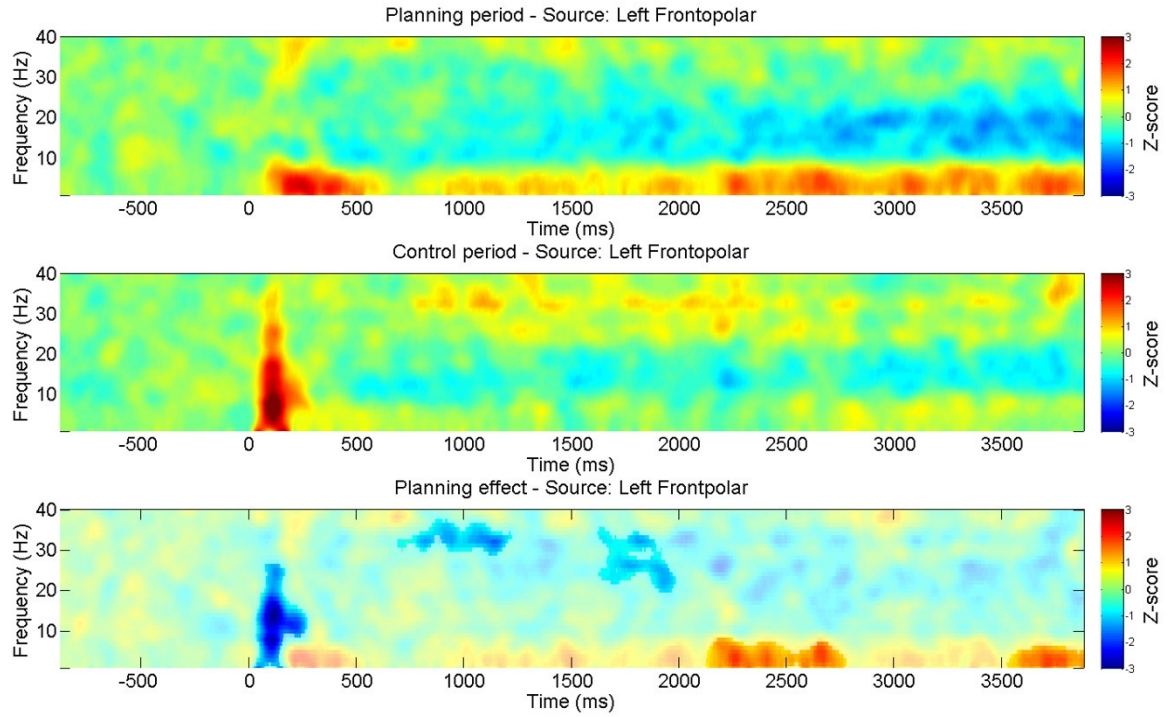 Planning period - Source: Left Frontopolar
Frequency (Hz)
40
30
20
10
-500 0 500 1000 1500 2000 2500 3000 3500
Time (ms)
3
2
1
0
-1
-2
-3
Z-score
Control period - Source: Left Frontopolar
Frequency (Hz)
40
30
20
10
-500 0 500 1000 1500 2000 2500 3000 3500
Time (ms)
3
2
1
0
-1
-2
-3
Z-score
Planning effect - Source: Left Frontpolar
Frequency (Hz)
40
30
20
10
-500 0 500 1000 1500 2000 2500 3000 3500
Time (ms)
3
2
1
0
-1
-2
-3
Z-score